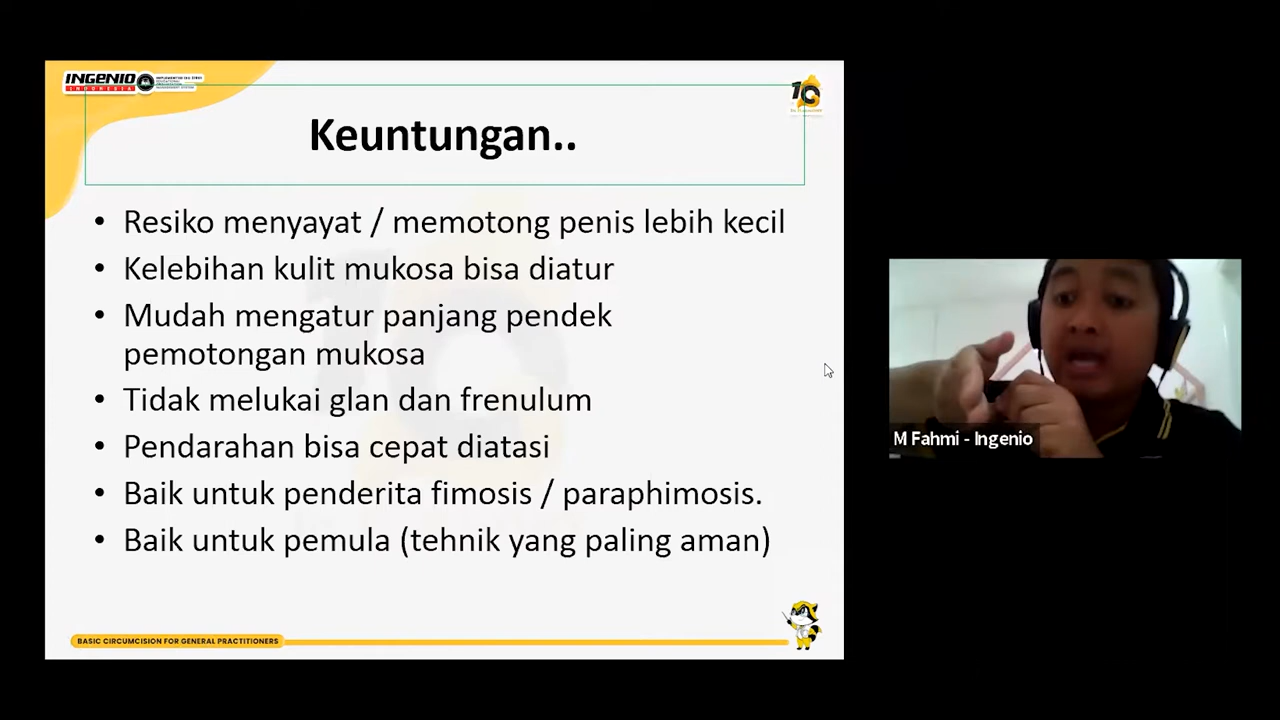 INGENIO
INDONESIA
Keuntungan..
• Resiko menyayat / memotong penis lebih kecil
• Kelebihan kulit mukosa bisa diatur
• Mudah mengatur panjang pendek
pemotongan mukosa
• Tidak melukai glan dan frenulum
• Pendarahan bisa cepat diatasi
• Baik untuk penderita fimosis / paraphimosis.
• Baik untuk pemula (tehnik yang paling aman)
M Fahmi - Ingenio
BASIC CIRCUMCISION FOR GENERAL PRACTITIONERS